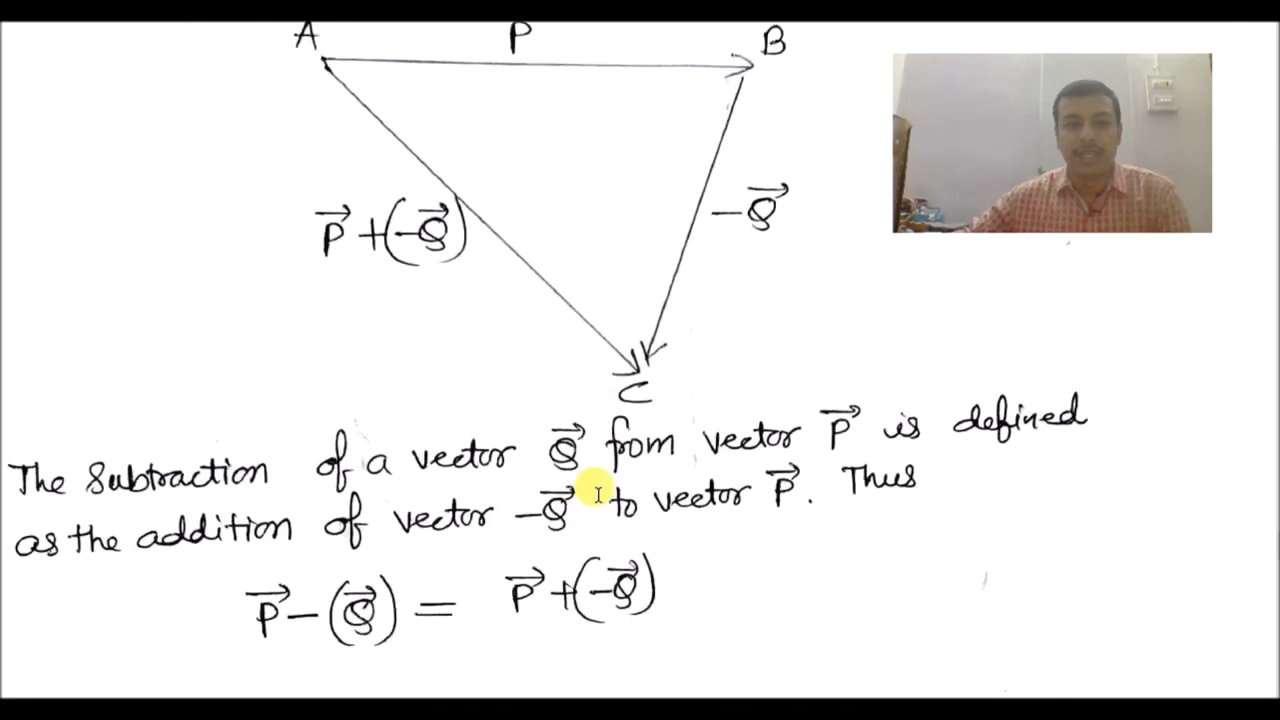 A P B
P⃗ + (-Q⃗) -Q⃗
C
The Subtraction of a vector Q⃗ from vector P⃗ is defined
as the addition of vector -Q⃗ to vector P⃗. Thus
P⃗ - (Q⃗) = P⃗ + (-Q⃗)